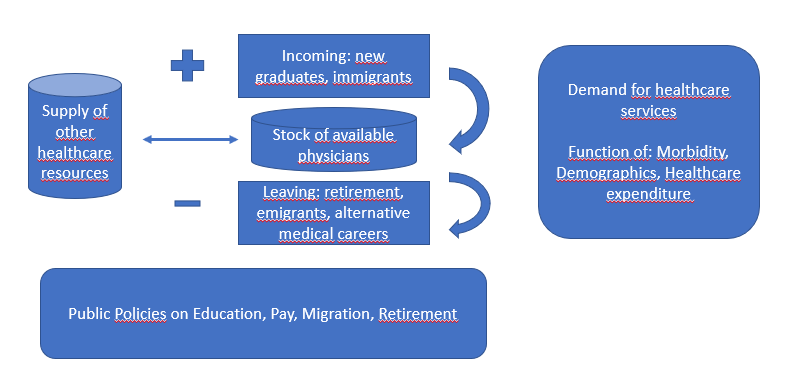 Incoming: new
graduates, immigrants
Supply of
other
healthcare
resources
Stock of available
physicians
Leaving: retirement,
emigrants, alternative
medical careers
Demand for healthcare
services
Function of: Morbidity,
Demographics, Healthcare
expenditure
Public Policies on Education, Pay, Migration, Retirement